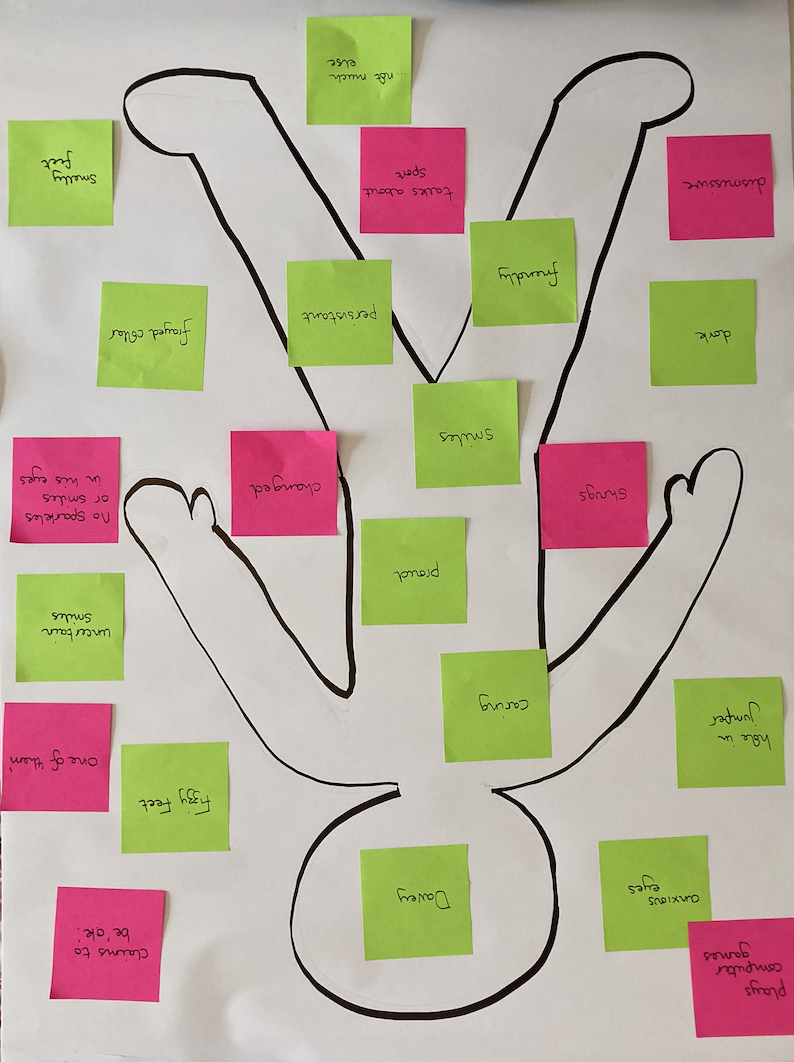 plays
computer
games
claims to
be 'ok'.
anxious
eyes
Davey
Fizzy Feet
one of 'them'
hole in
jumper
caring
uncertain
smiles
proud
No sparkles
or smiles
in his eyes
Shrugs
changed
smiles
dark
frayed collar
persistant
friendly
dismissive
talks about
sport
smelly
feet
...not much
else